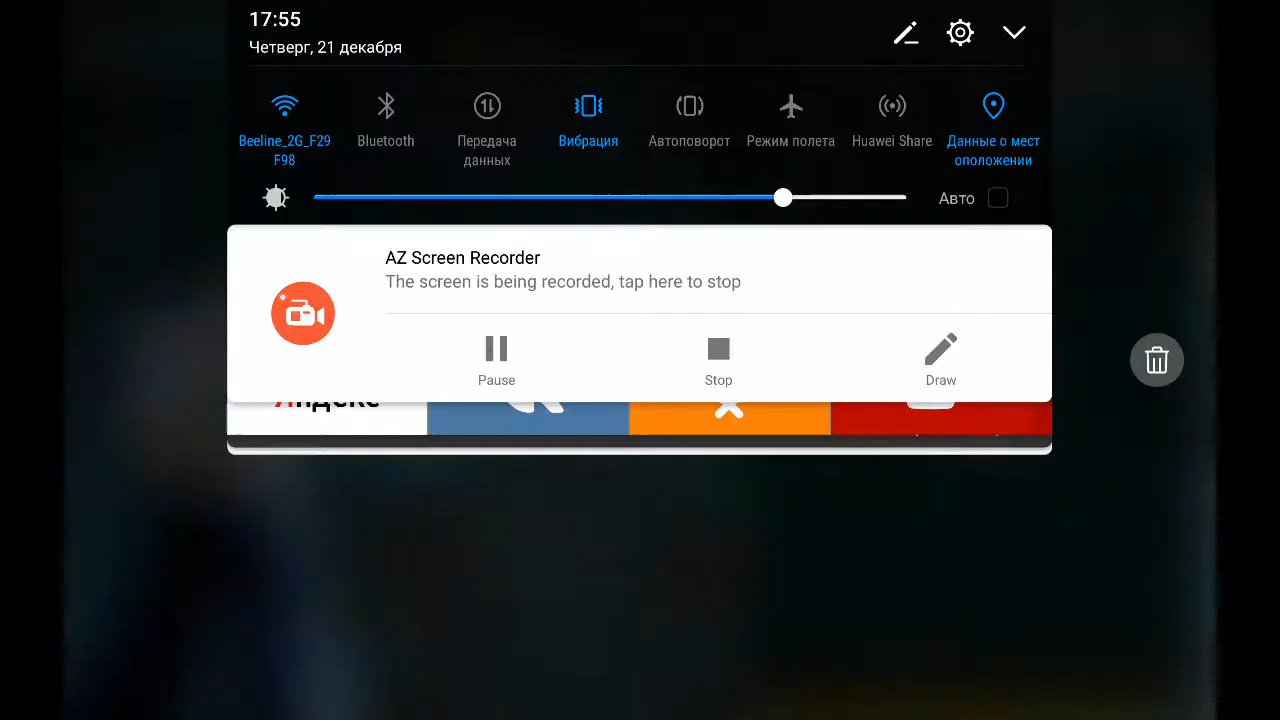 17:55
Четверг, 21 декабря
Beeline_2G_F29
F98
Bluetooth
Передача
данных
Вибрация
Автоповорот
Режим полета
Huawei Share
Данные о мест
оположении
Авто
AZ Screen Recorder
The screen is being recorded, tap here to stop
Pause
Stop
Draw
Яндекс